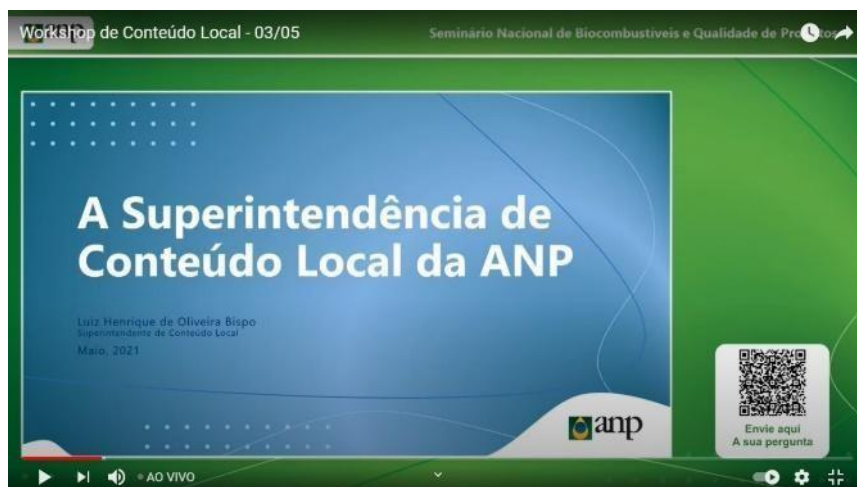 Workshop de Conteúdo Local - 03/05
Seminário Nacional de Biocombustíveis e Qualidade de Produtos
A Superintendência de
Conteúdo Local da ANP
Luiz Henrique de Oliveira Bispo
Superintendente de Conteúdo Local
Maio, 2021
anp
Envie aqui
A sua pergunta
AO VIVO